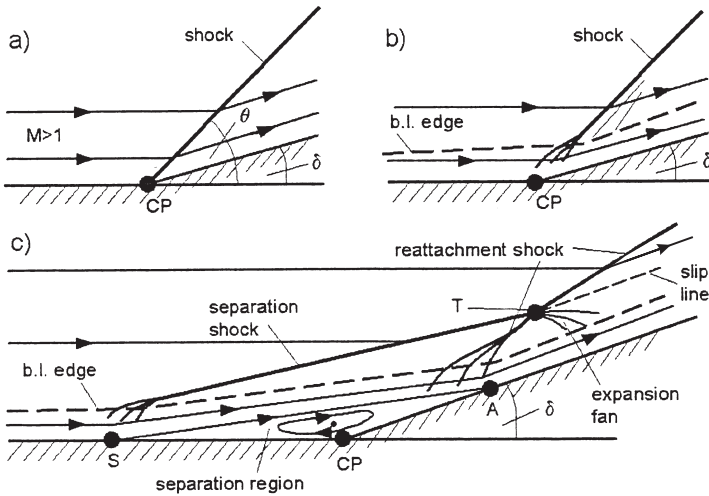 a)
shock
M>1
θ
δ
CP
b)
shock
b.l. edge
δ
CP
c)
reattachment shock
slip
line
T
separation
shock
b.l. edge
expansion
fan
A
δ
S
CP
separation region